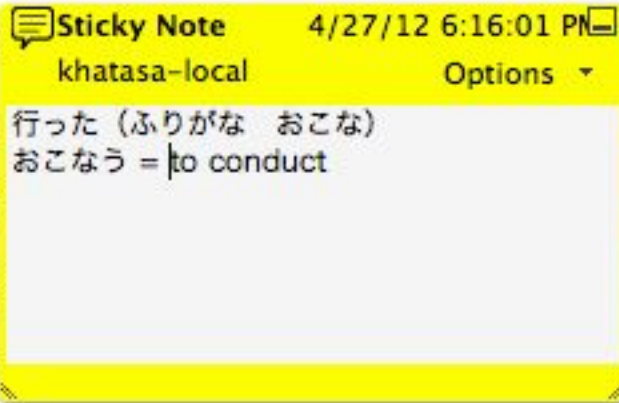 Sticky Note 4/27/12 6:16:01 PM
khatasa-local Options
行った（ふりがな　おこな）
おこなう = to conduct